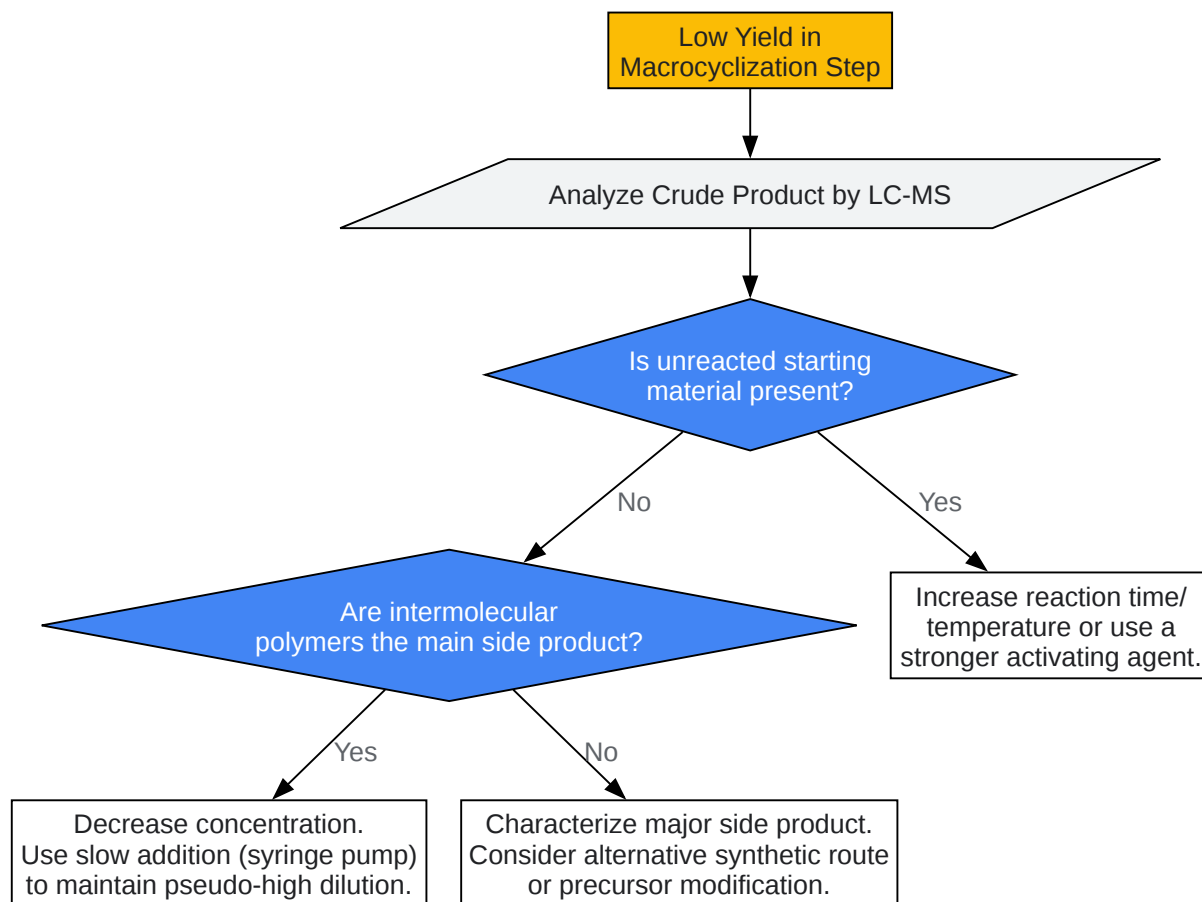 Low Yield in
Macrocyclization Step
Analyze Crude Product by LC-MS
Is unreacted starting
material present?
No
Yes
Are intermolecular
polymers the main side product?
Increase reaction time/
temperature or use a
stronger activating agent.
Yes
No
Decrease concentration.
Use slow addition (syringe pump)
to maintain pseudo-high dilution.
Characterize major side product.
Consider alternative synthetic route
or precursor modification.